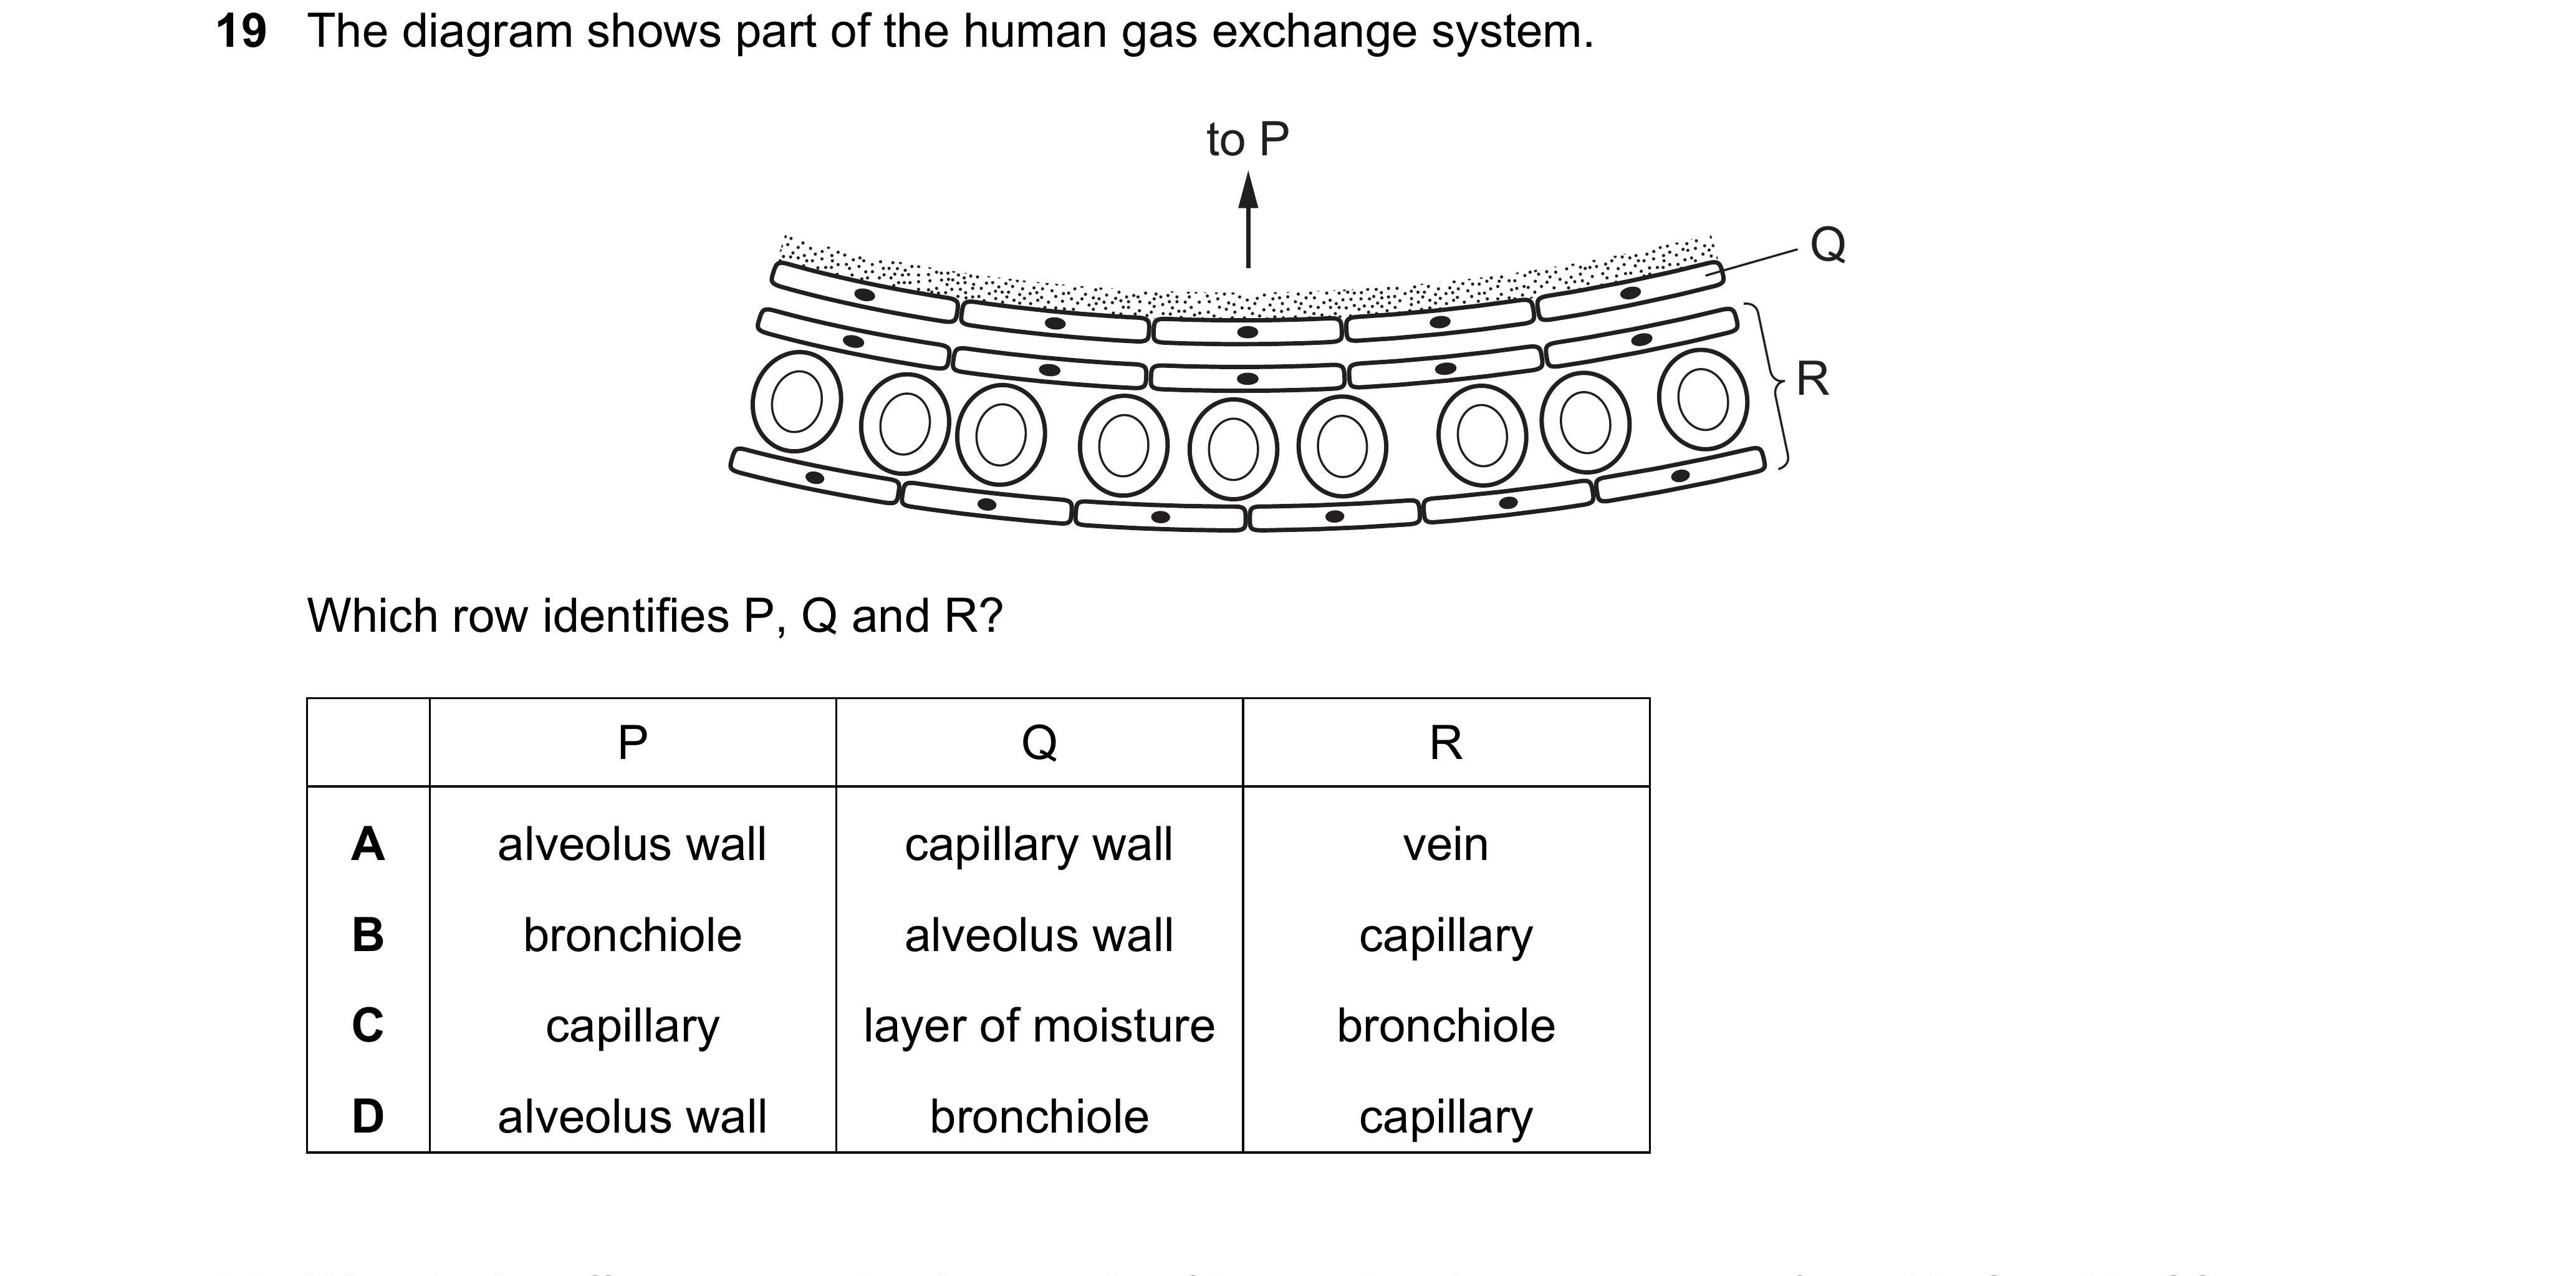 19 The diagram shows part of the human gas exchange system.
to P
Q
R
Which row identifies P, Q and R?
P Q R
A alveolus wall capillary wall vein
B bronchiole alveolus wall capillary
C capillary layer of moisture bronchiole
D alveolus wall bronchiole capillary